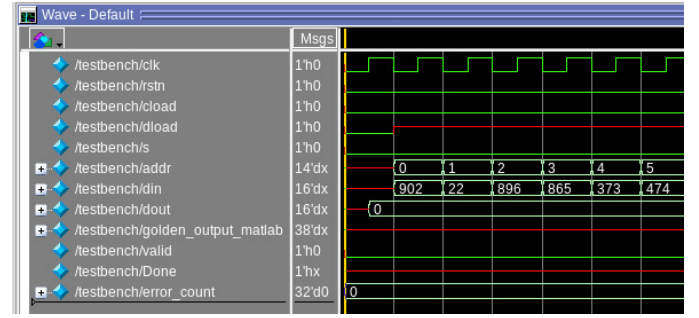 Wave - Default
Msgs
/testbench/clk 1'h0
/testbench/rstn 1'h0
/testbench/cload 1'h0
/testbench/dload 1'h0
/testbench/s 1'h0
/testbench/addr 14'dx 0 1 2 3 4 5
/testbench/din 16'dx 902 22 896 865 373 474
/testbench/dout 16'dx 0
/testbench/golden_output_matlab 38'dx
/testbench/valid 1'h0
/testbench/Done 1'hx
/testbench/error_count 32'd0 0